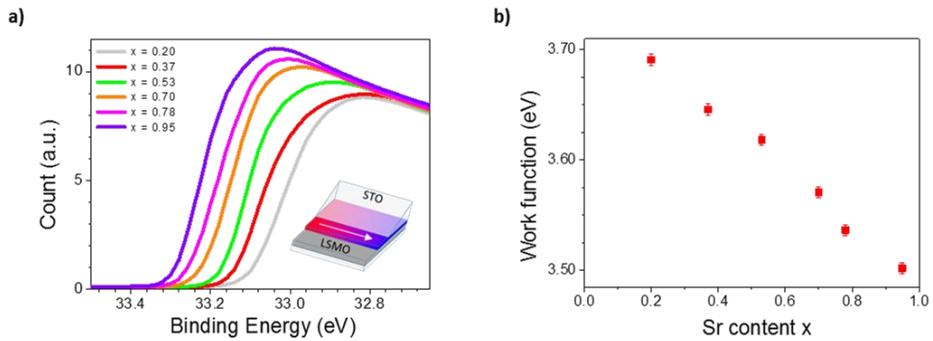 a)
x = 0.20
x = 0.37
x = 0.53
x = 0.70
x = 0.78
x = 0.95
10
5
0
Count (a.u.)
33.4 33.2 33.0 32.8
Binding Energy (eV)
STO
LSMO
b)
3.70
3.60
3.50
Work function (eV)
0.0 0.2 0.4 0.6 0.8 1.0
Sr content x